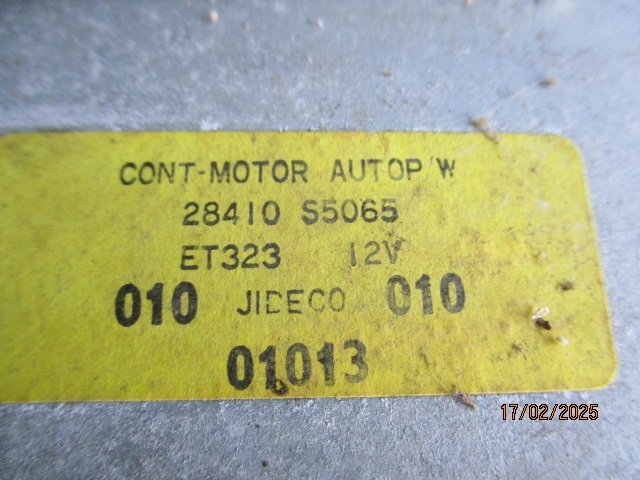 CONT-MOTOR AUTOP/W
28410 S5065
ET323 12V
010 JIDECO 010
01013
17/02/2025